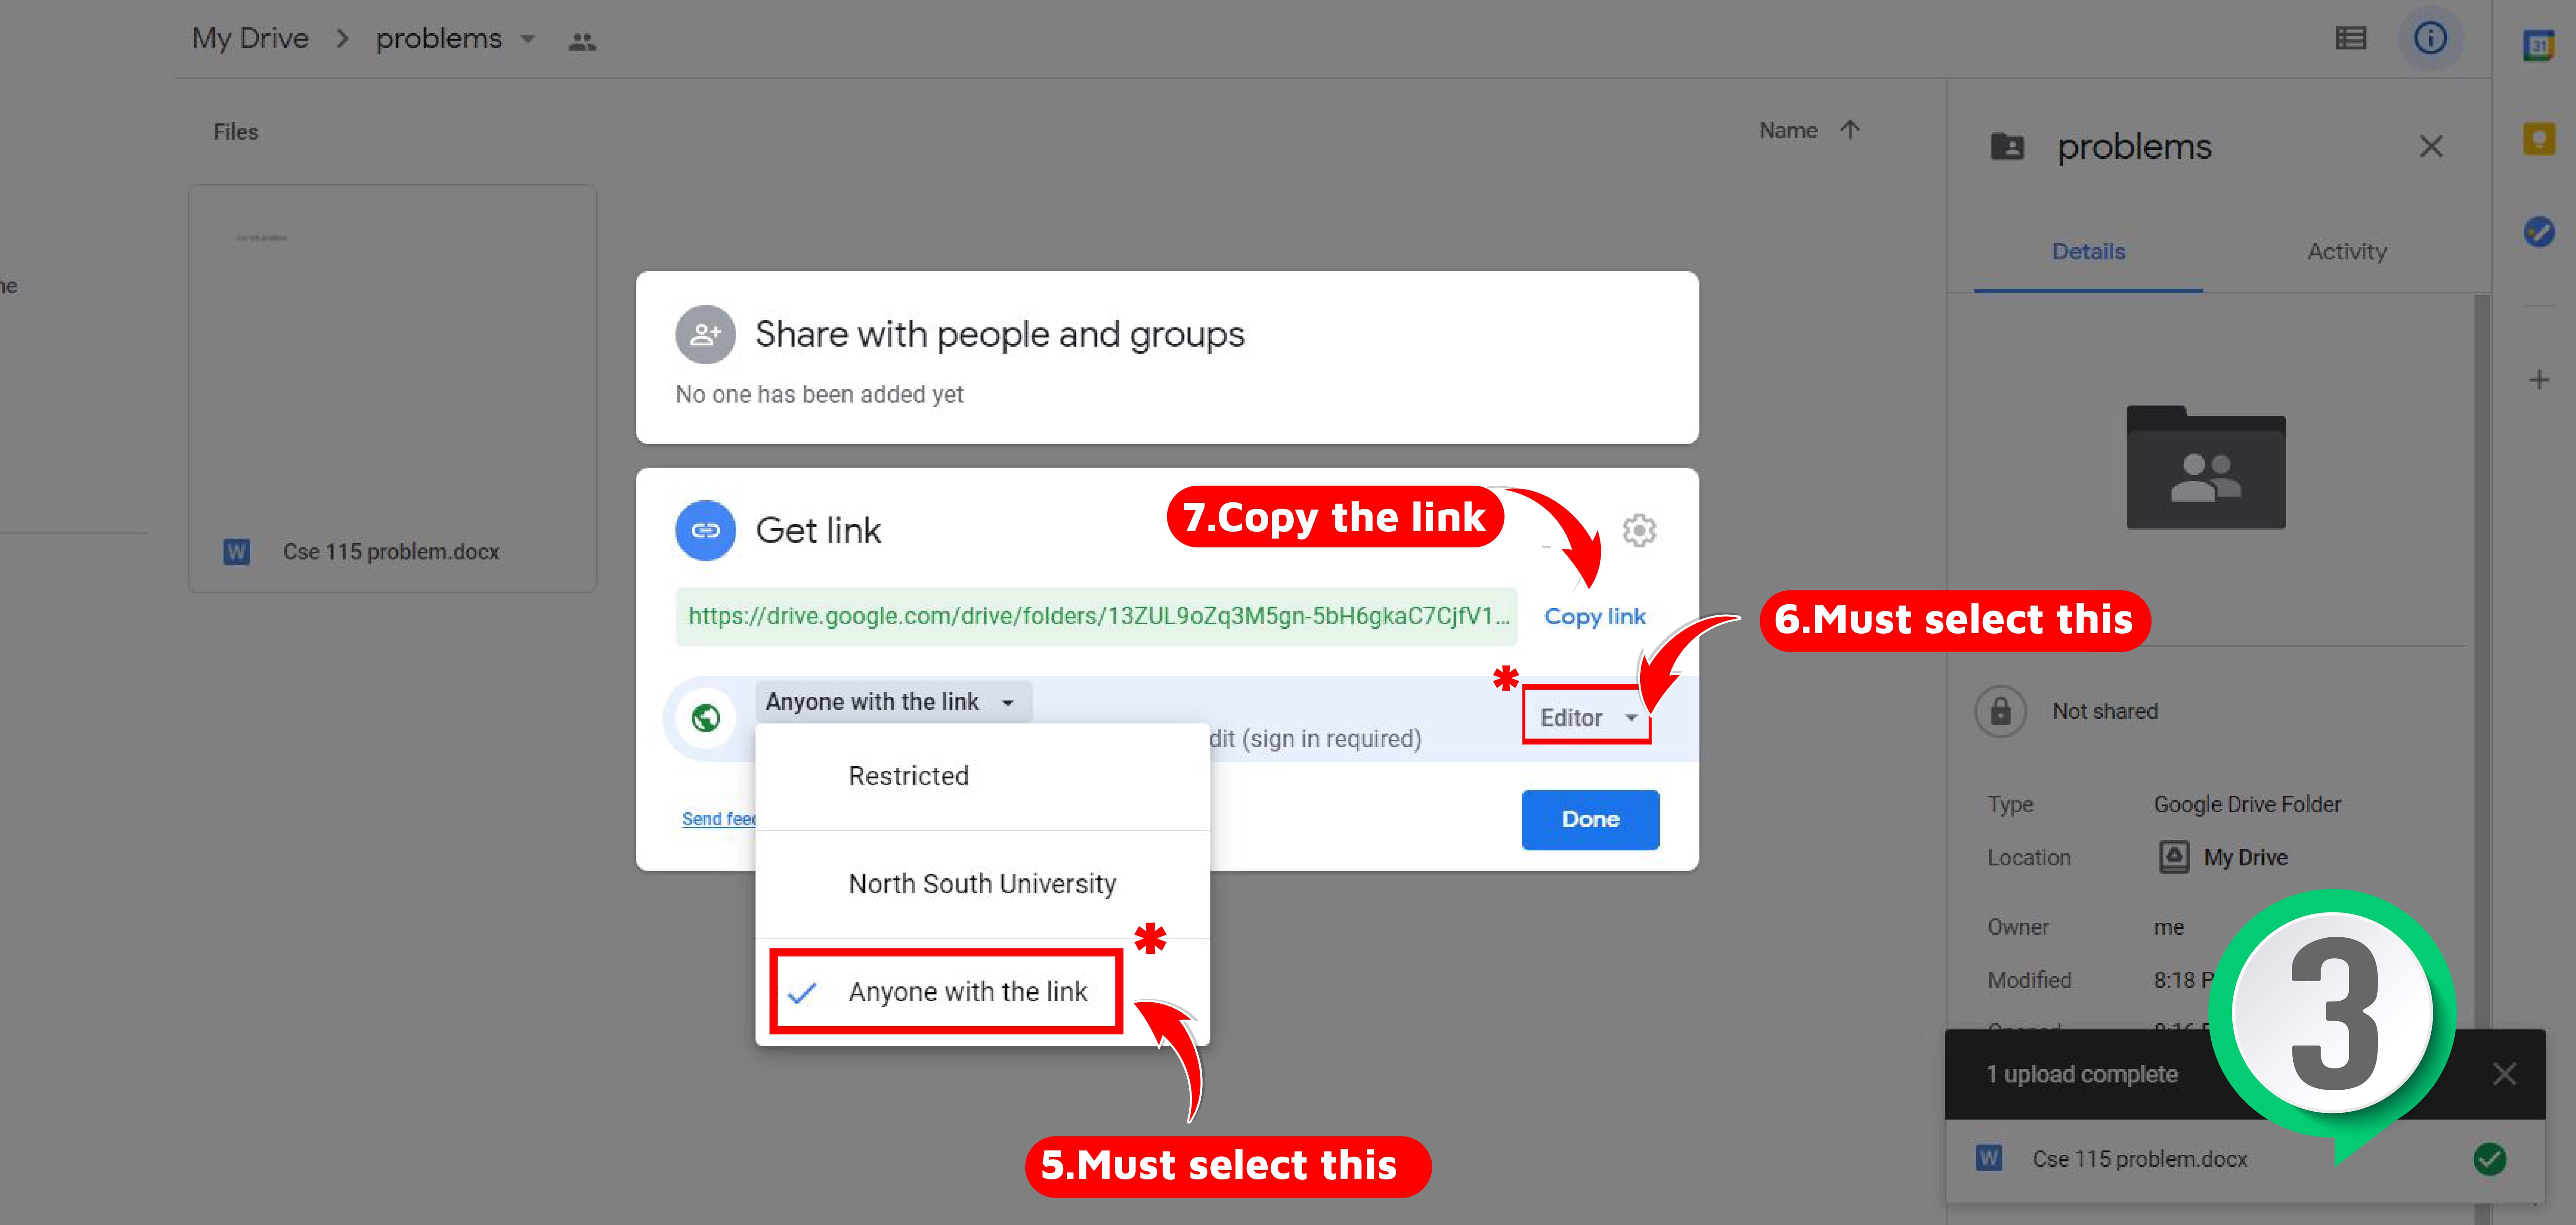 My Drive > problems
31
Files
Name
problems
Details
Activity
he
Share with people and groups
No one has been added yet
Cse 115 problem.docx
W
Get link
7.Copy the link
https://drive.google.com/drive/folders/13ZUL9oZq3M5gn-5bH6gkaC7CjfV1...
Copy link
6.Must select this
Anyone with the link
*
Editor
dit (sign in required)
Restricted
Send fee
Done
North South University
*
Anyone with the link
5.Must select this
Not shared
Type Google Drive Folder
Location My Drive
Owner me
Modified 8:18 P
3
1 upload complete
W Cse 115 problem.docx